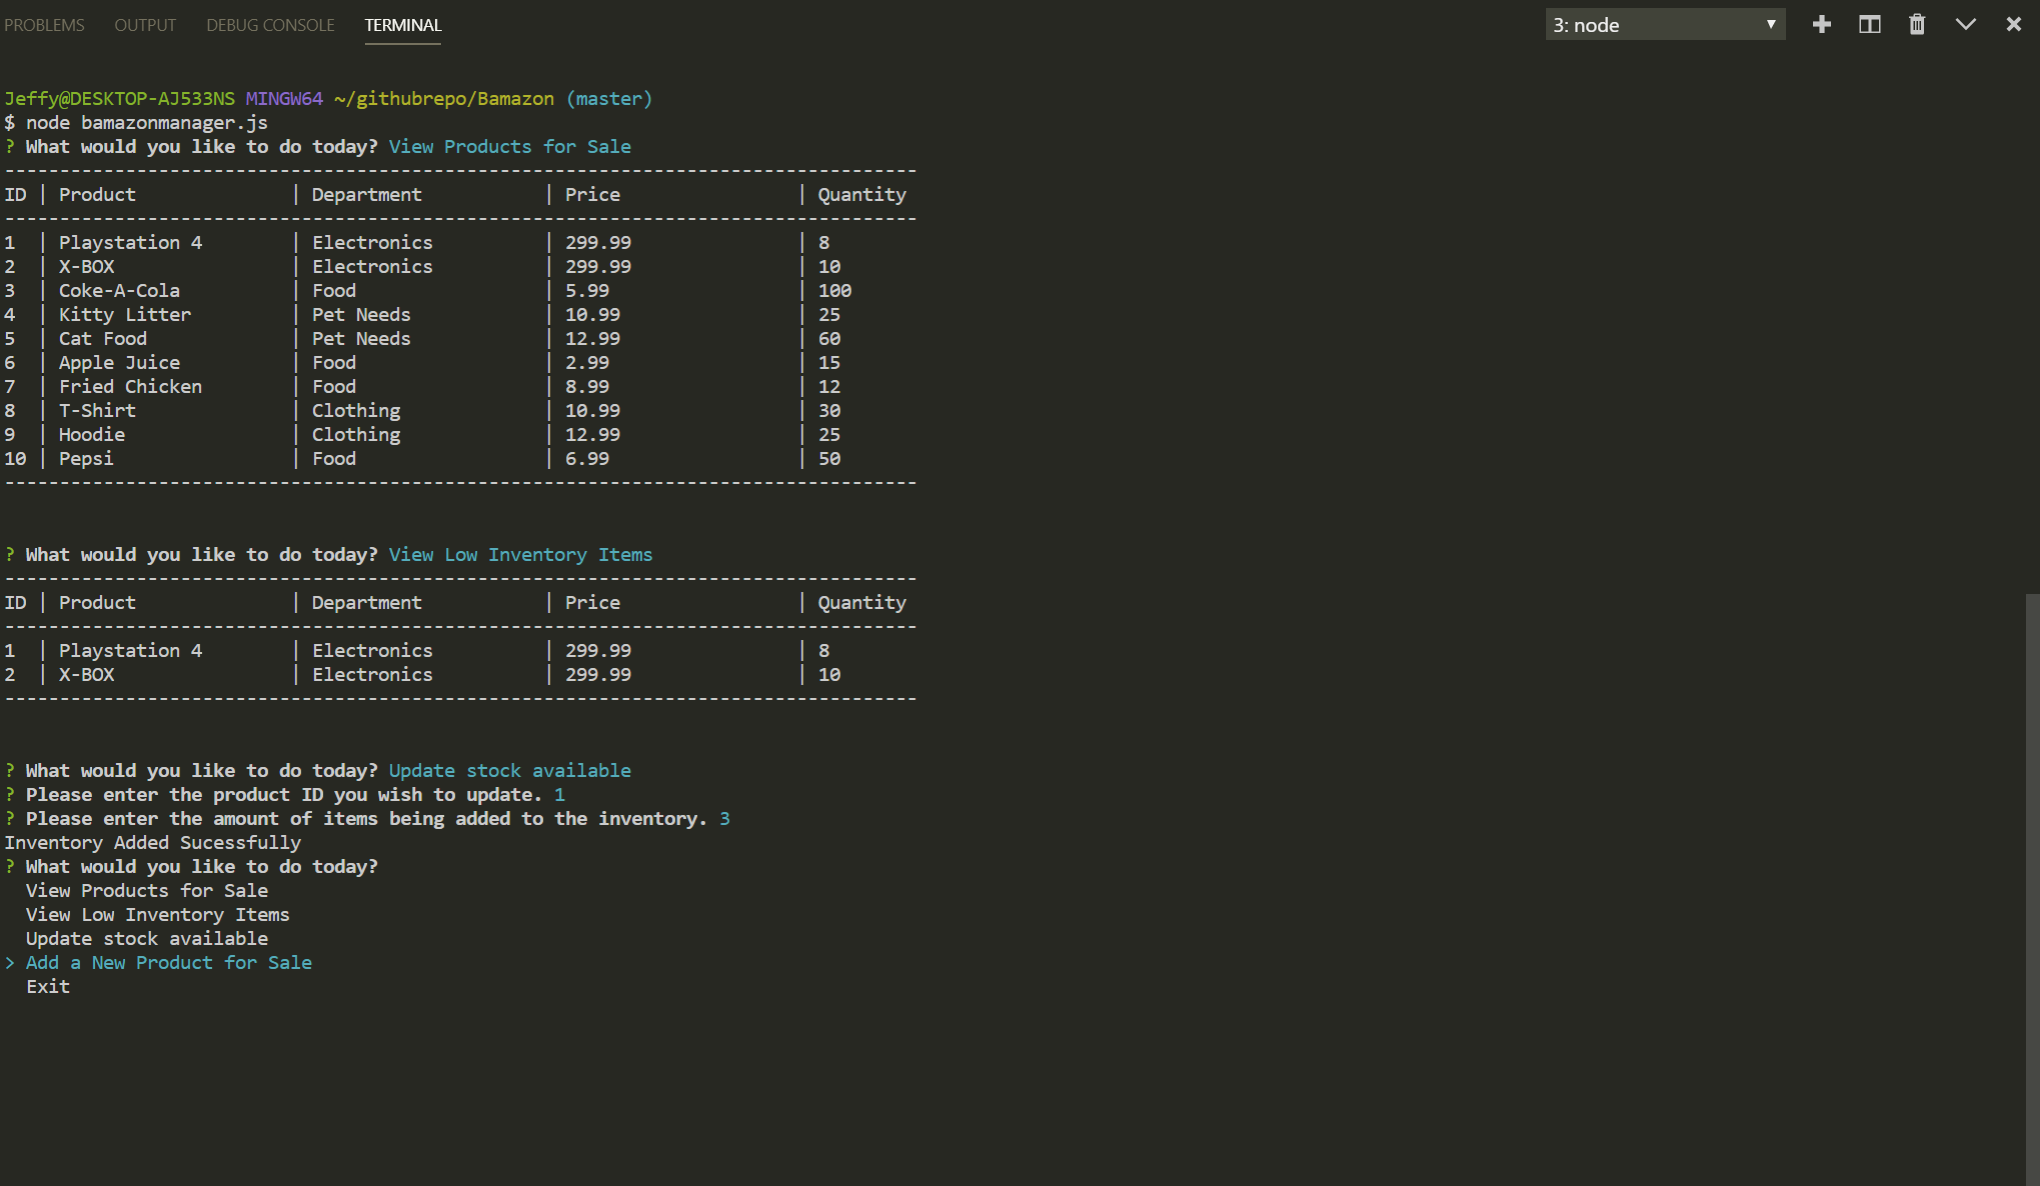 PROBLEMS OUTPUT DEBUG CONSOLE TERMINAL 3: node
Jeffy@DESKTOP-AJ533NS MINGW64 ~/githubrepo/Bamazon (master)
$ node bamazonmanager.js
? What would you like to do today? View Products for Sale
-----------------------------------------------------------------------------------
ID | Product | Department | Price | Quantity
-----------------------------------------------------------------------------------
1 | Playstation 4 | Electronics | 299.99 | 8
2 | X-BOX | Electronics | 299.99 | 10
3 | Coke-A-Cola | Food | 5.99 | 100
4 | Kitty Litter | Pet Needs | 10.99 | 25
5 | Cat Food | Pet Needs | 12.99 | 60
6 | Apple Juice | Food | 2.99 | 15
7 | Fried Chicken | Food | 8.99 | 12
8 | T-Shirt | Clothing | 10.99 | 30
9 | Hoodie | Clothing | 12.99 | 25
10 | Pepsi | Food | 6.99 | 50
-----------------------------------------------------------------------------------
? What would you like to do today? View Low Inventory Items
-----------------------------------------------------------------------------------
ID | Product | Department | Price | Quantity
-----------------------------------------------------------------------------------
1 | Playstation 4 | Electronics | 299.99 | 8
2 | X-BOX | Electronics | 299.99 | 10
-----------------------------------------------------------------------------------
? What would you like to do today? Update stock available
? Please enter the product ID you wish to update. 1
? Please enter the amount of items being added to the inventory. 3
Inventory Added Sucessfully
? What would you like to do today?
View Products for Sale
View Low Inventory Items
Update stock available
> Add a New Product for Sale
Exit